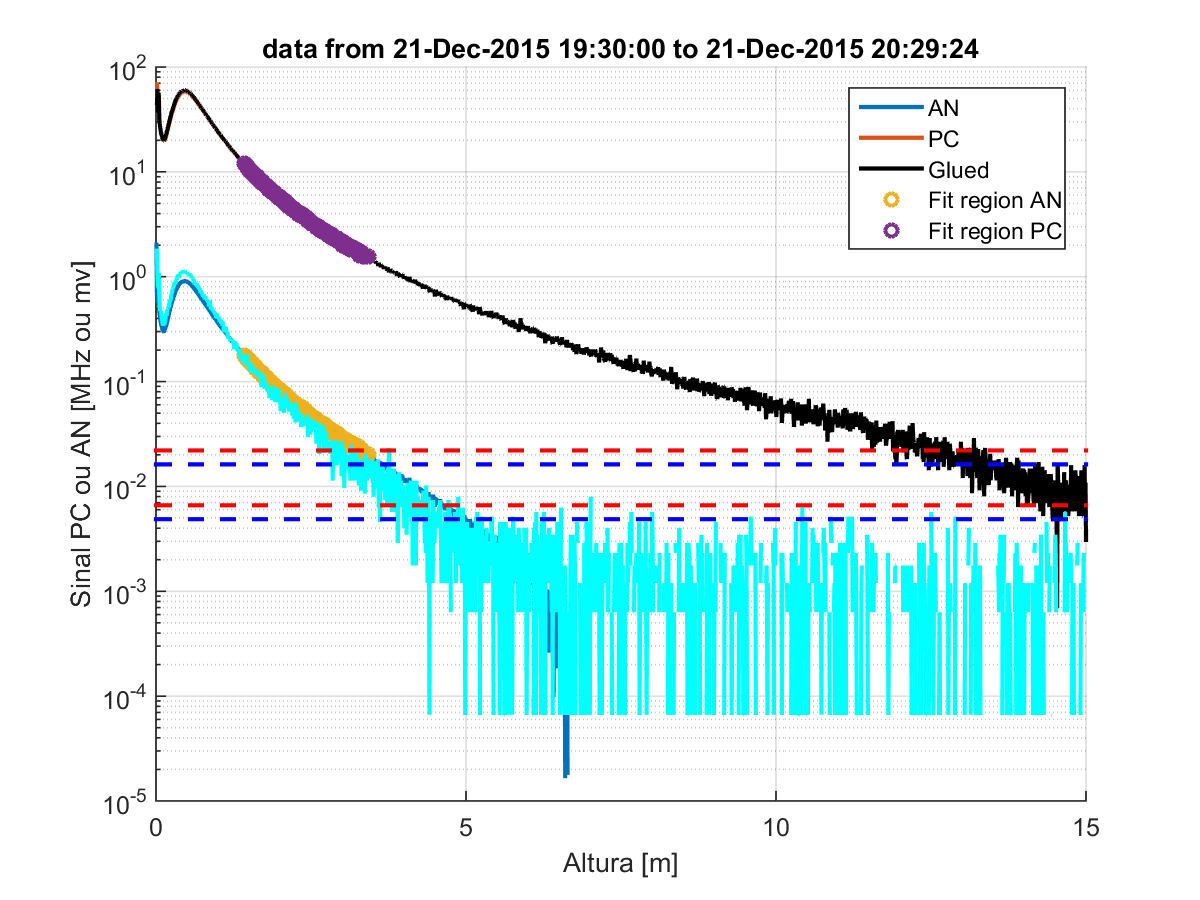 data from 21-Dec-2015 19:30:00 to 21-Dec-2015 20:29:24
10^2
10^1
10^0
10^-1
10^-2
10^-3
10^-4
10^-5
Sinal PC ou AN [MHz ou mv]
AN
PC
Glued
Fit region AN
Fit region PC
0
5
10
15
Altura [m]